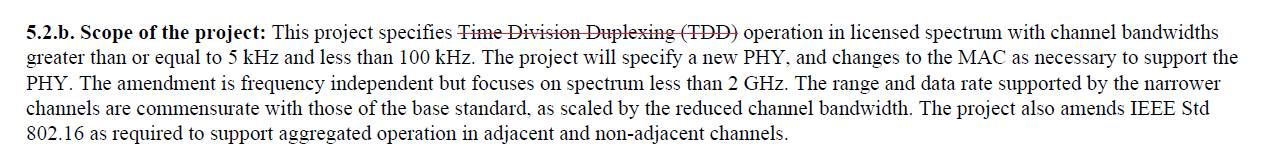 5.2.b. Scope of the project: This project specifies Time Division Duplexing (TDD) operation in licensed spectrum with channel bandwidths
greater than or equal to 5 kHz and less than 100 kHz. The project will specify a new PHY, and changes to the MAC as necessary to support the
PHY. The amendment is frequency independent but focuses on spectrum less than 2 GHz. The range and data rate supported by the narrower
channels are commensurate with those of the base standard, as scaled by the reduced channel bandwidth. The project also amends IEEE Std
802.16 as required to support aggregated operation in adjacent and non-adjacent channels.